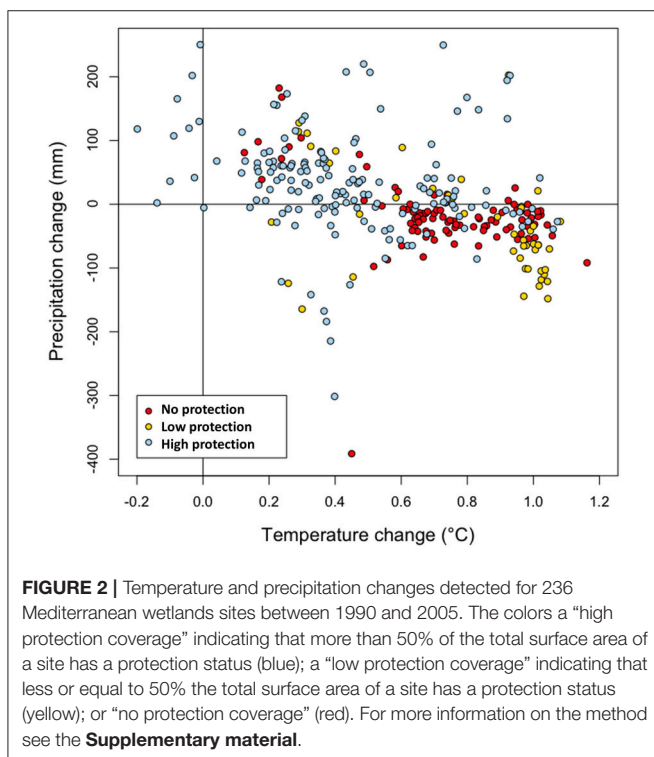 200
100
0
-100
-200
-300
-400
Precipitation change (mm)
No protection
Low protection
High protection
-0.2
0.0
0.2
0.4
0.6
0.8
1.0
1.2
Temperature change (°C)
FIGURE 2 | Temperature and precipitation changes detected for 236
Mediterranean wetlands sites between 1990 and 2005. The colors a “high
protection coverage” indicating that more than 50% of the total surface area of
a site has a protection status (blue); a “low protection coverage” indicating that
less or equal to 50% the total surface area of a site has a protection status
(yellow); or “no protection coverage” (red). For more information on the method
see the Supplementary material.